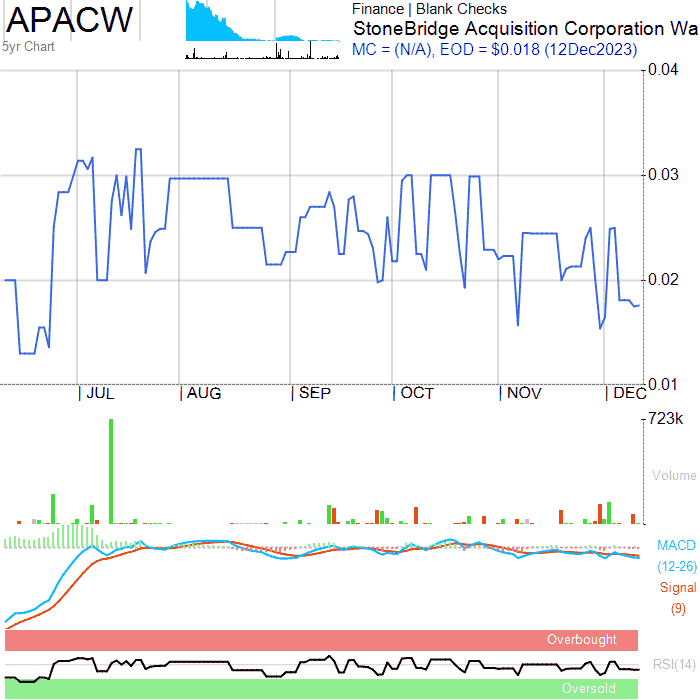 APACW
5yr Chart
Finance | Blank Checks
StoneBridge Acquisition Corporation Wa
MC = (N/A), EOD = $0.018 (12Dec2023)
0.04
0.03
0.02
0.01
| JUL | AUG | SEP | OCT | NOV | DEC
723k
Volume
MACD
(12-26)
Signal
(9)
Overbought
RSI(14)
Oversold